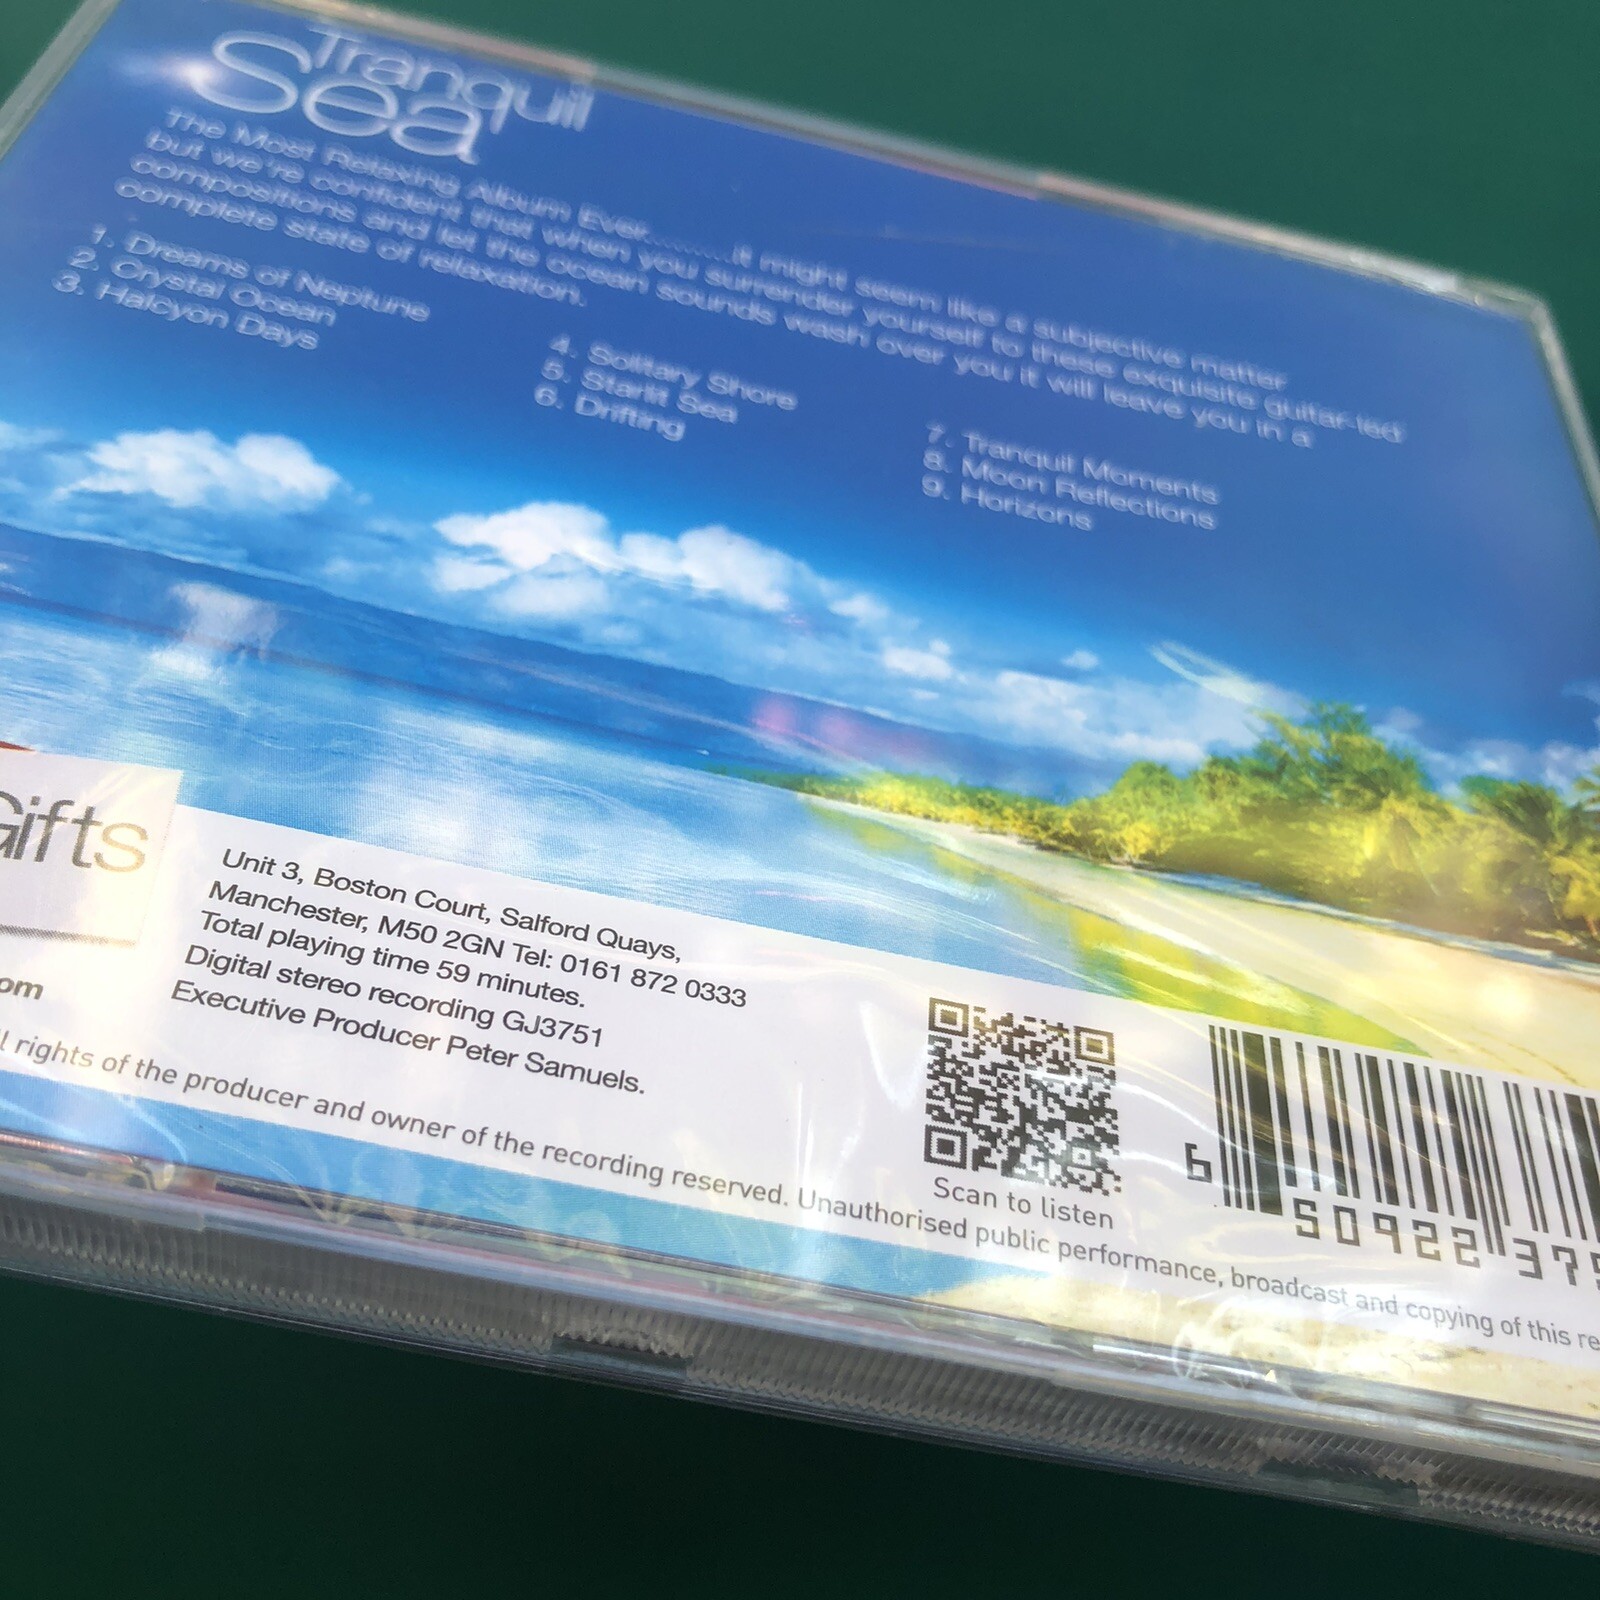 Tranquil
Sea
The Most Relaxing Album Ever..........it might seem like a subjective matter
but we're confident that when you surrender yourself to these exquisite guitar-led
compositions and let the ocean sounds wash over you it will leave you in a
complete state of relaxation.
1. Dreams of Neptune
2. Crystal Ocean
3. Halcyon Days
4. Solitary Shore
5. Starlit Sea
6. Drifting
7. Tranquil Moments
8. Moon Reflections
9. Horizons
Gifts
om
Unit 3, Boston Court, Salford Quays,
Manchester, M50 2GN Tel: 0161 872 0333
Total playing time 59 minutes.
Digital stereo recording GJ3751
Executive Producer Peter Samuels.
Scan to listen
6 50922 375
l rights of the producer and owner of the recording reserved. Unauthorised public performance, broadcast and copying of this re